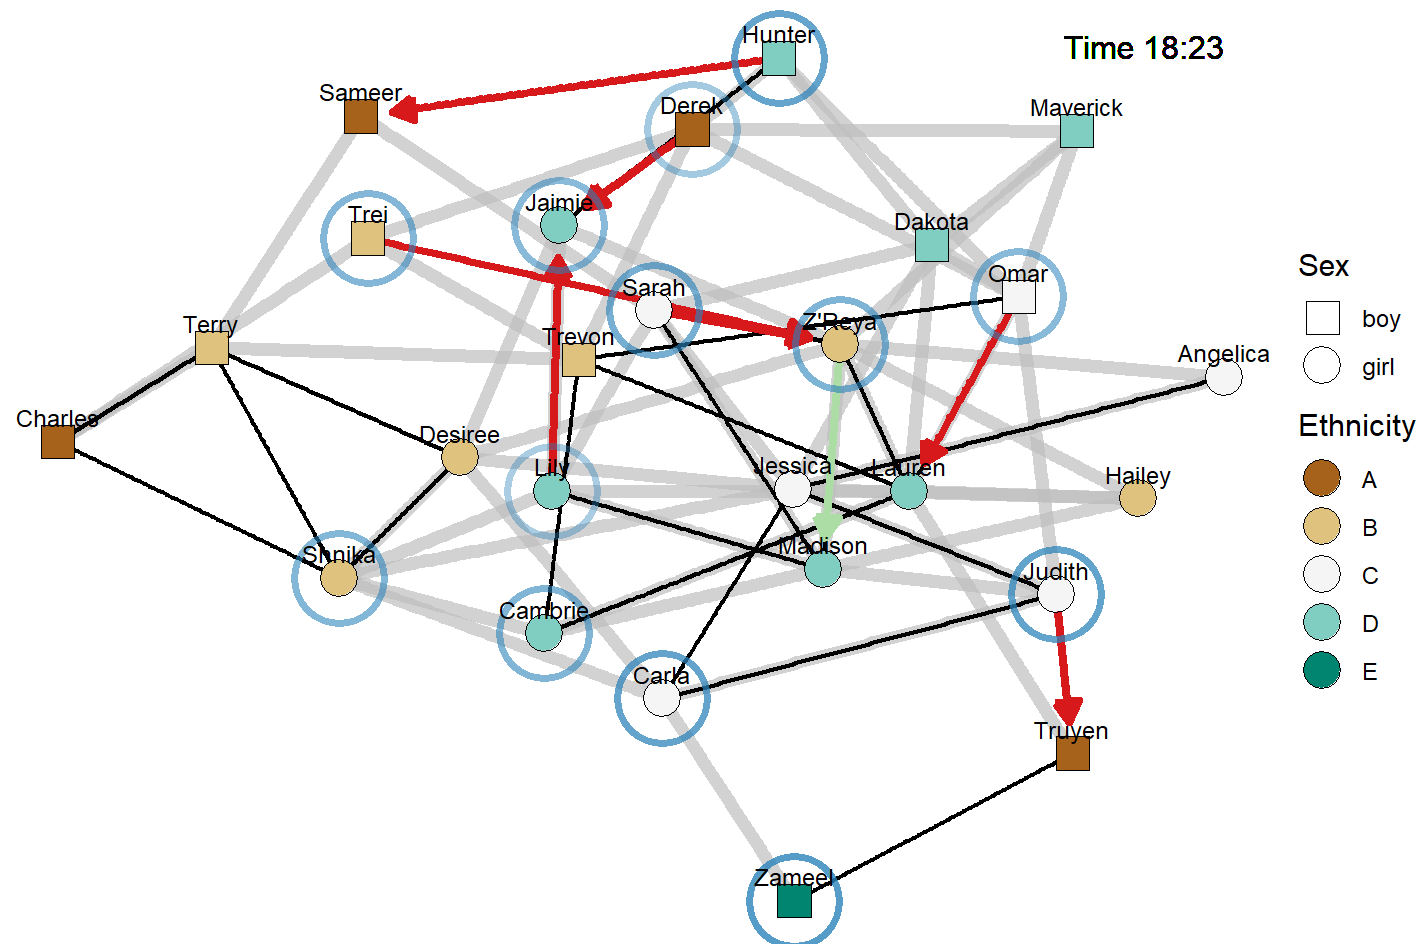 Hunter
Time 18:23
Sameer
Derek
Maverick
Jaimie
Trei
Dakota
Omar
Sarah
Z'Reya
Terry
Trevon
Angelica
Charles
Desiree
Lily
Jessica
Lauren
Hailey
Shnika
Madison
Judith
Cambrie
Carla
Truyen
Zameel
Sex
boy
girl
Ethnicity
A
B
C
D
E